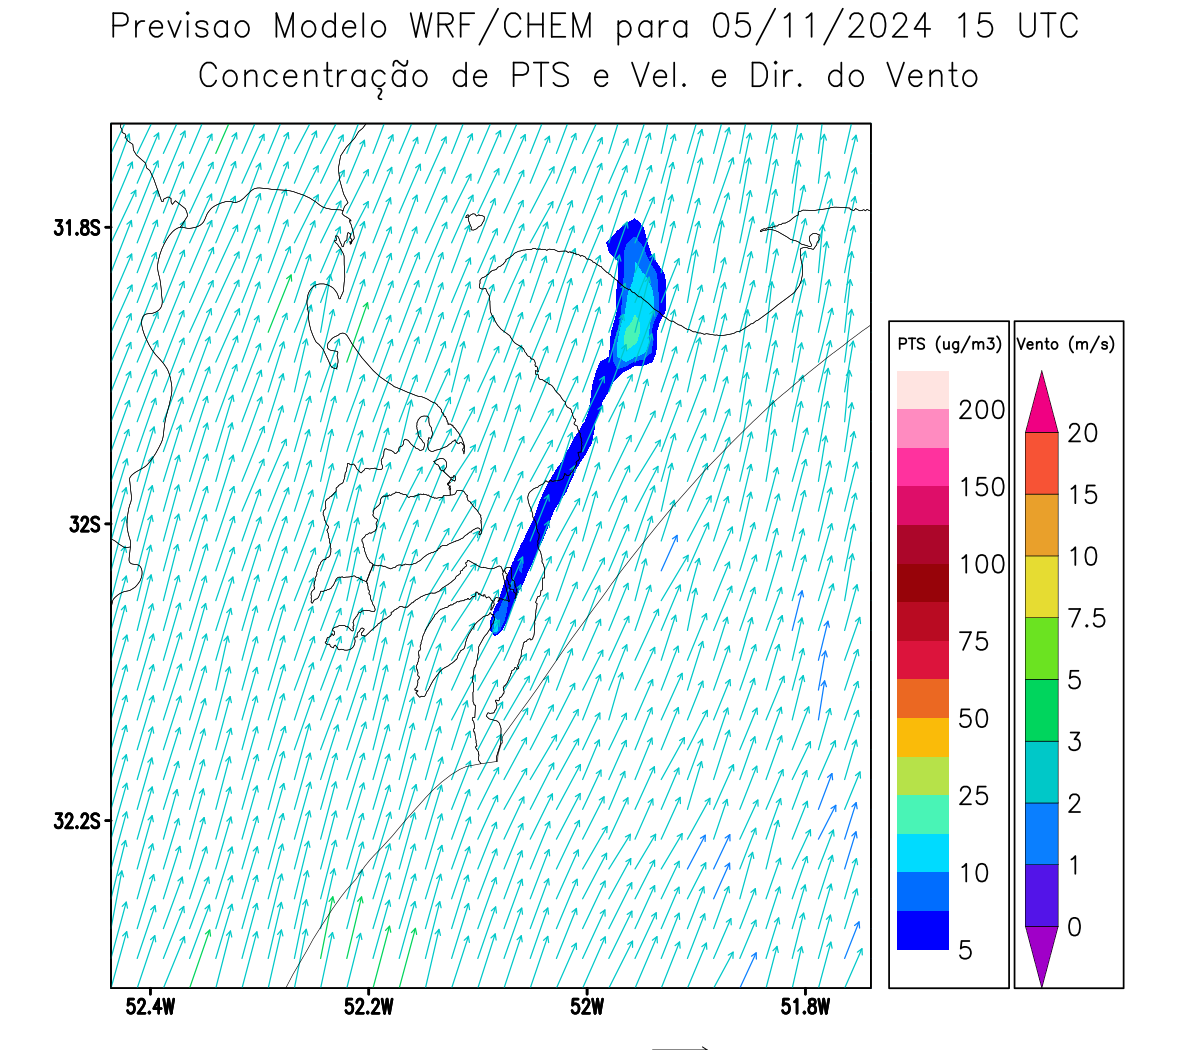 Previsao Modelo WRF/CHEM para 05/11/2024 15 UTC
Concentração de PTS e Vel. e Dir. do Vento
31.8S
32S
32.2S
52.4W 52.2W 52W 51.8W
PTS (ug/m3)
200
150
100
75
50
25
10
5
Vento (m/s)
20
15
10
7.5
5
3
2
1
0